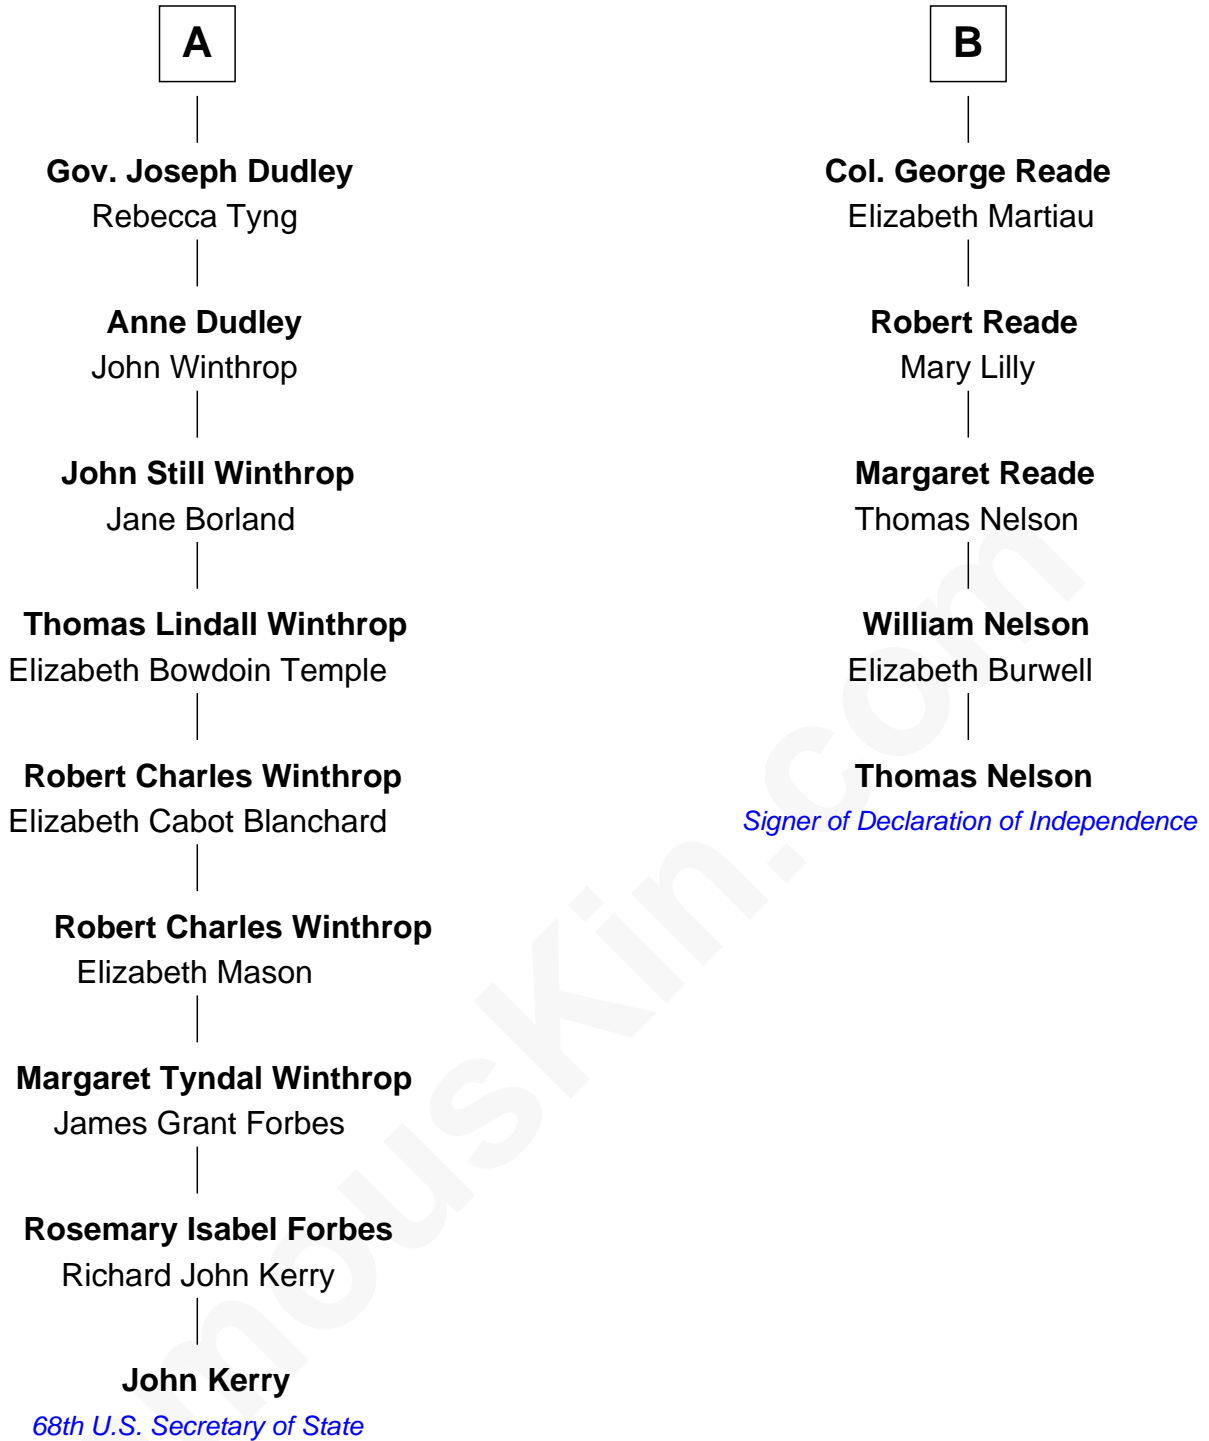 A
Gov. Joseph Dudley
Rebecca Tyng
Anne Dudley
John Winthrop
John Still Winthrop
Jane Borland
Thomas Lindall Winthrop
Elizabeth Bowdoin Temple
Robert Charles Winthrop
Elizabeth Cabot Blanchard
Robert Charles Winthrop
Elizabeth Mason
Margaret Tyndal Winthrop
James Grant Forbes
Rosemary Isabel Forbes
Richard John Kerry
John Kerry
68th U.S. Secretary of State
B
Col. George Reade
Elizabeth Martiau
Robert Reade
Mary Lilly
Margaret Reade
Thomas Nelson
William Nelson
Elizabeth Burwell
Thomas Nelson
Signer of Declaration of Independence
mousKin.com